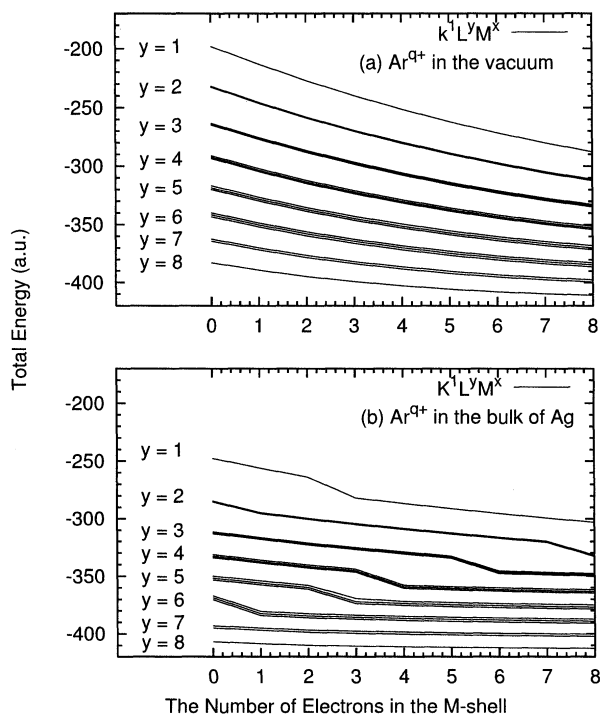 k¹LʸMˣ
(a) Ar^q+ in the vacuum
-200
-250
-300
-350
-400
y = 1
y = 2
y = 3
y = 4
y = 5
y = 6
y = 7
y = 8
0 1 2 3 4 5 6 7 8
Total Energy (a.u.)
K¹LʸMˣ
(b) Ar^q+ in the bulk of Ag
-200
-250
-300
-350
-400
y = 1
y = 2
y = 3
y = 4
y = 5
y = 6
y = 7
y = 8
0 1 2 3 4 5 6 7 8
The Number of Electrons in the M-shell